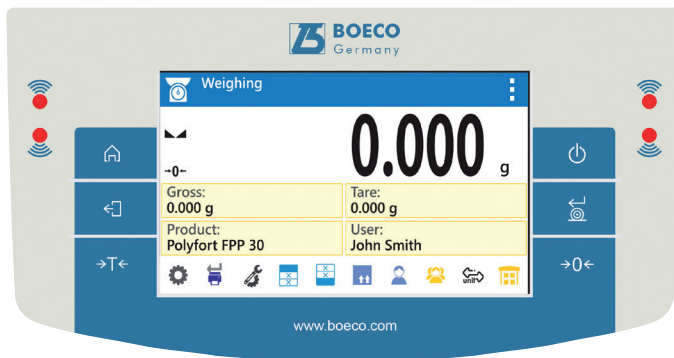 BOECO
Germany
Weighing
0.000 g
→0←
Gross:
0.000 g
Tare:
0.000 g
Product:
Polyfort FPP 30
User:
John Smith
→T←
→0←
unit
www.boeco.com